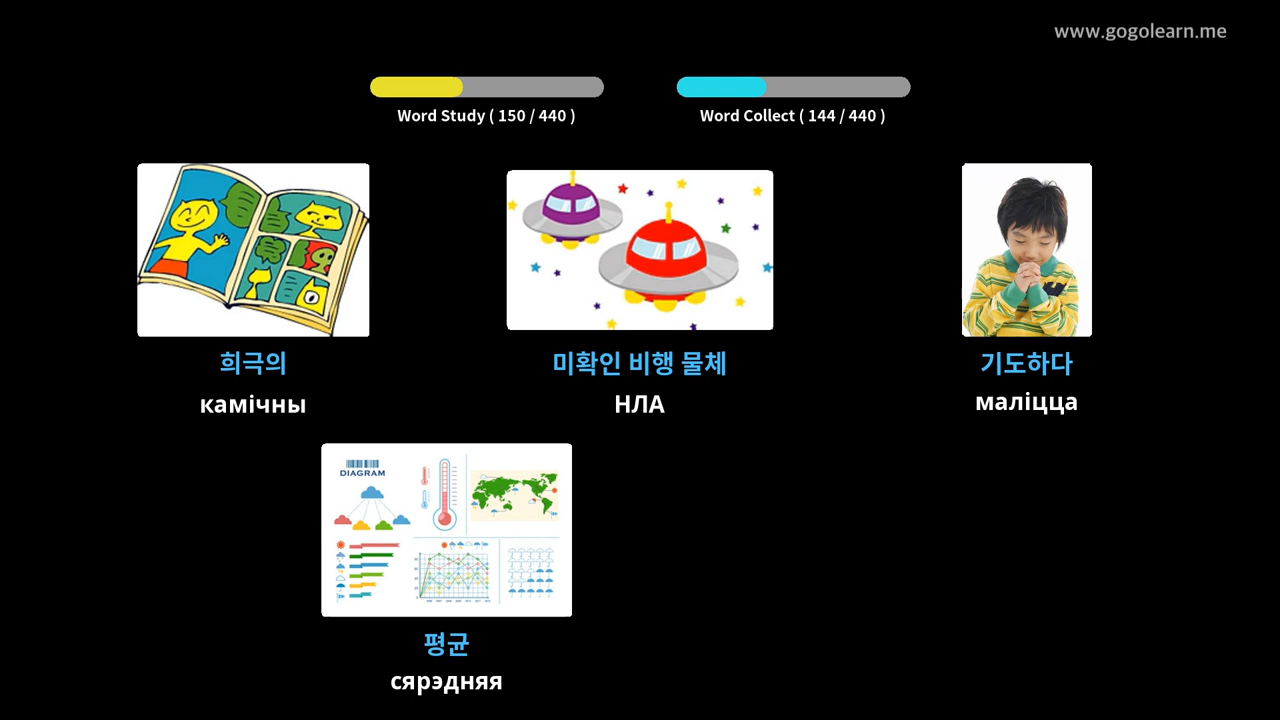 www.gogolearn.me
Word Study ( 150 / 440 )
Word Collect ( 144 / 440 )
희극의
камічны
미확인 비행 물체
НЛА
기도하다
маліцца
DIAGRAM
평균
сярэдняя